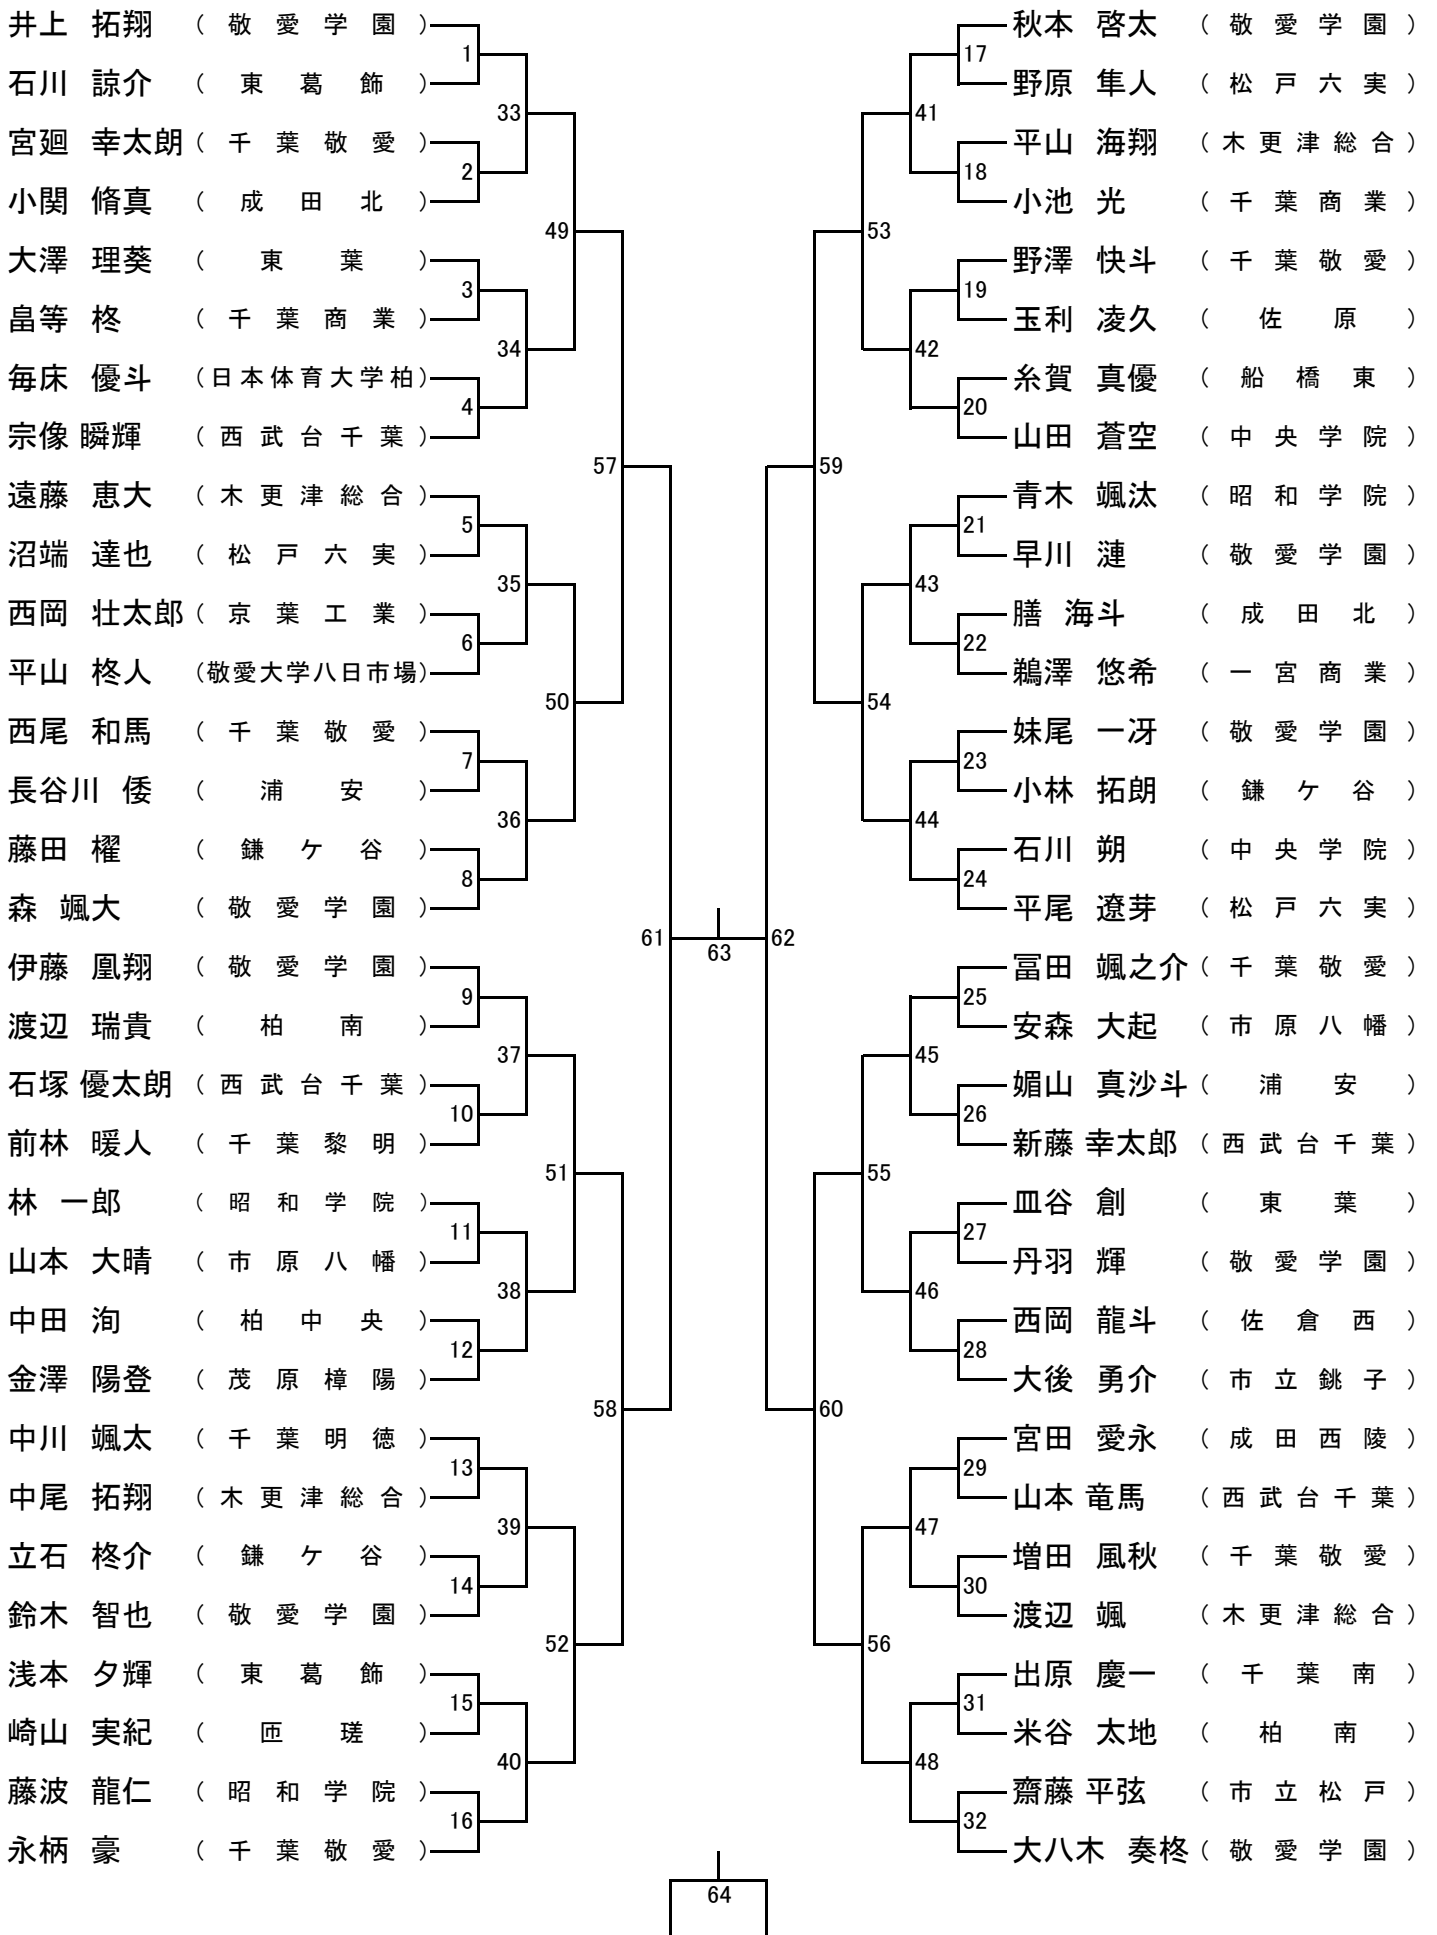 井上 拓翔 (敬愛学園)
石川 諒介 (東葛飾)
宮廻 幸太朗 (千葉敬愛)
小関 脩真 (成田北)
大澤 理葵 (東葉)
畠等 柊 (千葉商業)
毎床 優斗 (日本体育大学柏)
宗像 瞬輝 (西武台千葉)
遠藤 恵大 (木更津総合)
沼端 達也 (松戸六実)
西岡 壮太郎 (京葉工業)
平山 柊人 (敬愛大学八日市場)
西尾 和馬 (千葉敬愛)
長谷川 倭 (浦安)
藤田 櫂 (鎌ケ谷)
森 颯大 (敬愛学園)
伊藤 凰翔 (敬愛学園)
渡辺 瑞貴 (柏南)
石塚 優太朗 (西武台千葉)
前林 暖人 (千葉黎明)
林 一郎 (昭和学院)
山本 大晴 (市原八幡)
中田 洵 (柏中央)
金澤 陽登 (茂原樟陽)
中川 颯太 (千葉明徳)
中尾 拓翔 (木更津総合)
立石 柊介 (鎌ケ谷)
鈴木 智也 (敬愛学園)
浅本 夕輝 (東葛飾)
崎山 実紀 (匝瑳)
藤波 龍仁 (昭和学院)
永柄 豪 (千葉敬愛)
1
2
3
4
5
6
7
8
9
10
11
12
13
14
15
16
33
34
35
36
37
38
39
40
49
50
51
52
57
58
61
63
64
62
59
60
53
54
55
56
41
42
43
44
45
46
47
48
17
18
19
20
21
22
23
24
25
26
27
28
29
30
31
32
秋本 啓太 (敬愛学園)
野原 隼人 (松戸六実)
平山 海翔 (木更津総合)
小池 光 (千葉商業)
野澤 快斗 (千葉敬愛)
玉利 凌久 (佐原)
糸賀 真優 (船橋東)
山田 蒼空 (中央学院)
青木 颯汰 (昭和学院)
早川 漣 (敬愛学園)
膳 海斗 (成田北)
鵜澤 悠希 (一宮商業)
妹尾 一冴 (敬愛学園)
小林 拓朗 (鎌ケ谷)
石川 朔 (中央学院)
平尾 遼芽 (松戸六実)
冨田 颯之介 (千葉敬愛)
安森 大起 (市原八幡)
媚山 真沙斗 (浦安)
新藤 幸太郎 (西武台千葉)
皿谷 創 (東葉)
丹羽 輝 (敬愛学園)
西岡 龍斗 (佐倉西)
大後 勇介 (市立銚子)
宮田 愛永 (成田西陵)
山本 竜馬 (西武台千葉)
増田 風秋 (千葉敬愛)
渡辺 颯 (木更津総合)
出原 慶一 (千葉南)
米谷 太地 (柏南)
齋藤 平弦 (市立松戸)
大八木 奏柊 (敬愛学園)